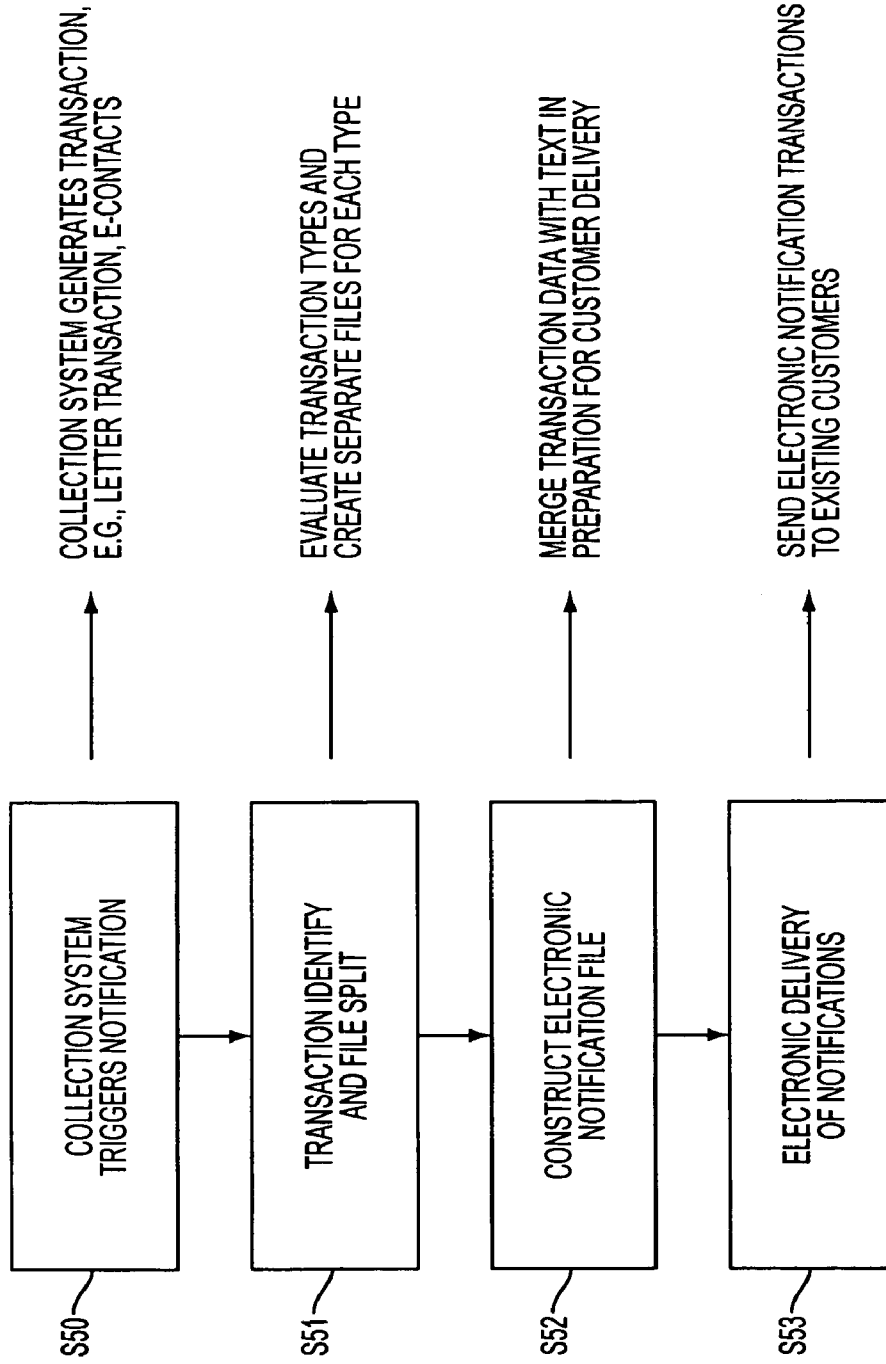 S50
COLLECTION SYSTEM
TRIGGERS NOTIFICATION
COLLECTION SYSTEM GENERATES TRANSACTION,
E.G., LETTER TRANSACTION, E-CONTACTS
S51
TRANSACTION IDENTIFY
AND FILE SPLIT
EVALUATE TRANSACTION TYPES AND
CREATE SEPARATE FILES FOR EACH TYPE
S52
CONSTRUCT ELECTRONIC
NOTIFICATION FILE
MERGE TRANSACTION DATA WITH TEXT IN
PREPARATION FOR CUSTOMER DELIVERY
S53
ELECTRONIC DELIVERY
OF NOTIFICATIONS
SEND ELECTRONIC NOTIFICATION TRANSACTIONS
TO EXISTING CUSTOMERS